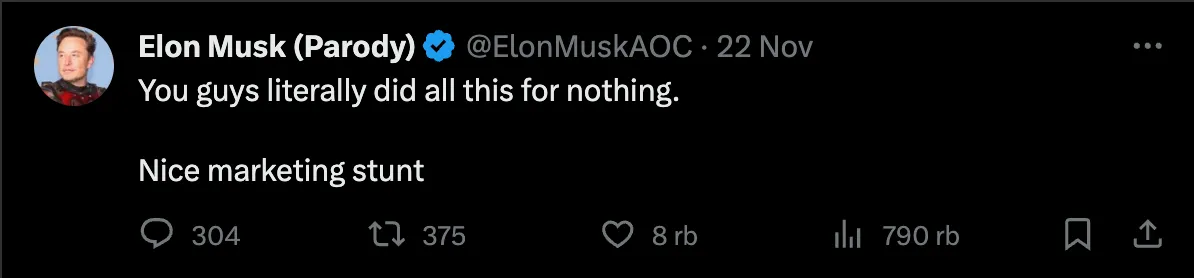 Elon Musk (Parody) @ElonMuskAOC · 22 Nov
You guys literally did all this for nothing.
Nice marketing stunt
304 375 8 rb 790 rb